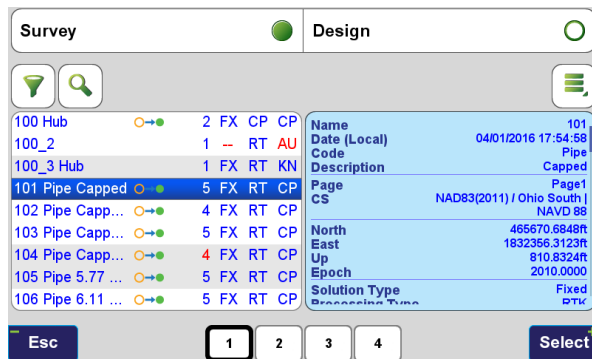 Survey
Design
100 Hub 2 FX CP CP
100_2 1 -- RT AU
100_3 Hub 1 FX RT KN
101 Pipe Capped 5 FX RT CP
102 Pipe Capp... 4 FX RT CP
103 Pipe Capp... 5 FX RT CP
104 Pipe Capp... 4 FX RT CP
105 Pipe 5.77 ... 5 FX RT CP
106 Pipe 6.11 ... 5 FX RT CP
Name 101
Date (Local) 04/01/2016 17:54:58
Code Pipe
Description Capped
Page Page1
CS NAD83(2011) / Ohio South |
NAVD 88
North 465670.6848ft
East 1832356.3123ft
Up 810.8324ft
Epoch 2010.0000
Solution Type Fixed
Processing Type RTK
Esc
1 2 3 4
Select